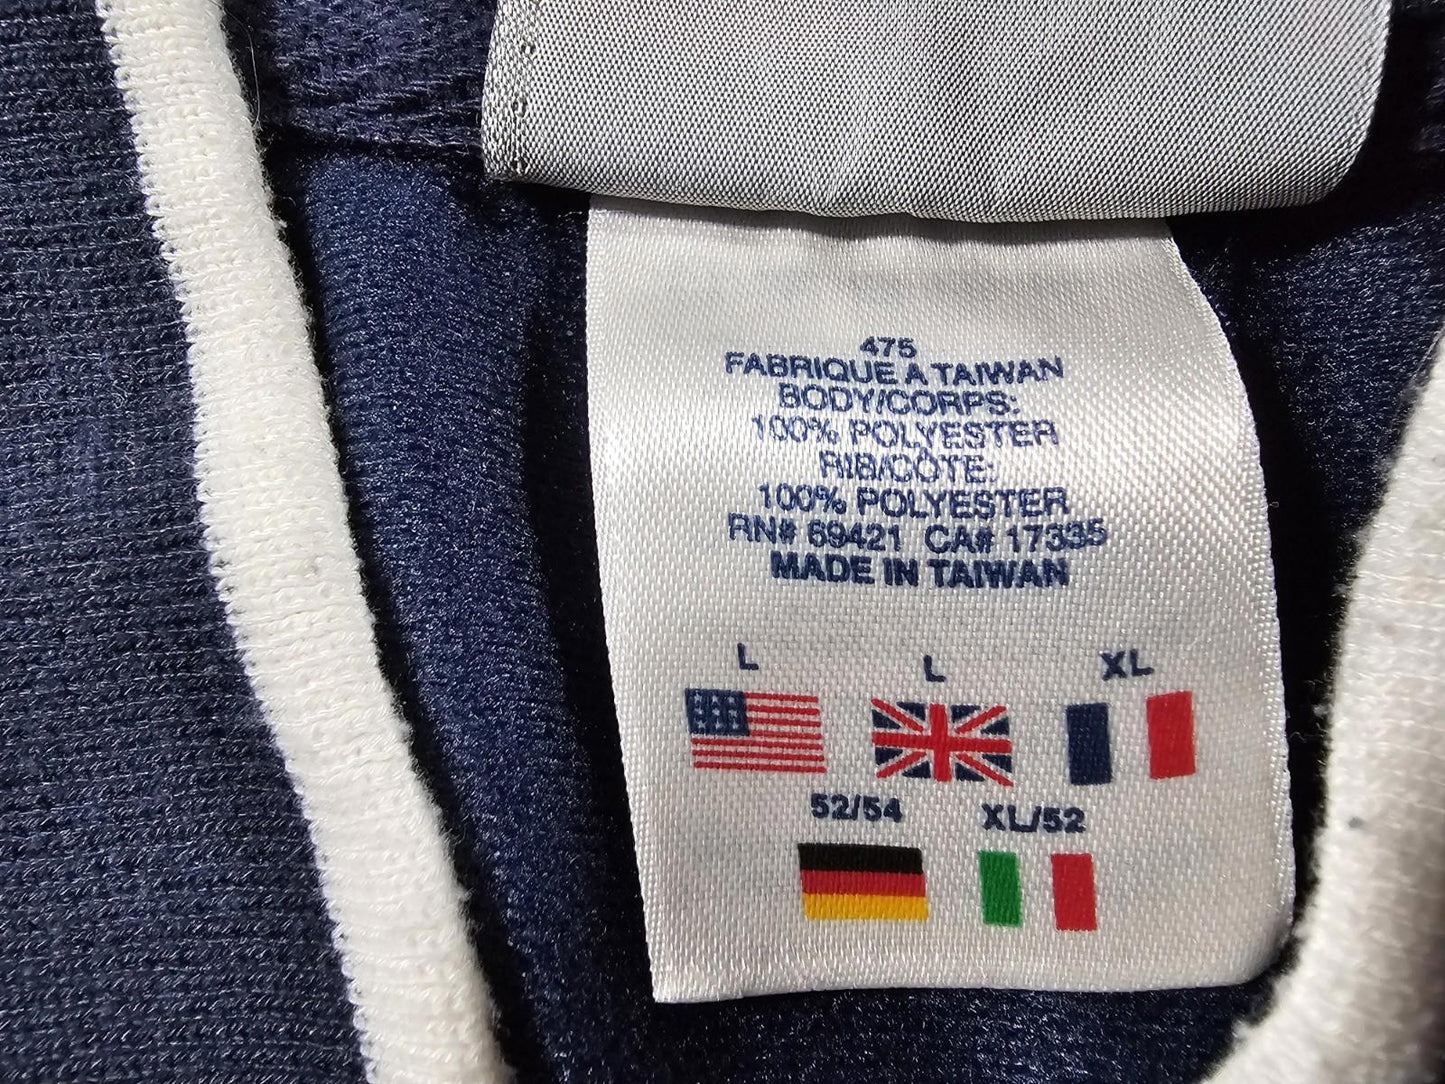 475
FABRIQUE A TAIWAN
BODY/CORPS:
100% POLYESTER
RIB/CÔTE:
100% POLYESTER
RN# 69421 CA# 17335
MADE IN TAIWAN
L L XL
52/54 XL/52